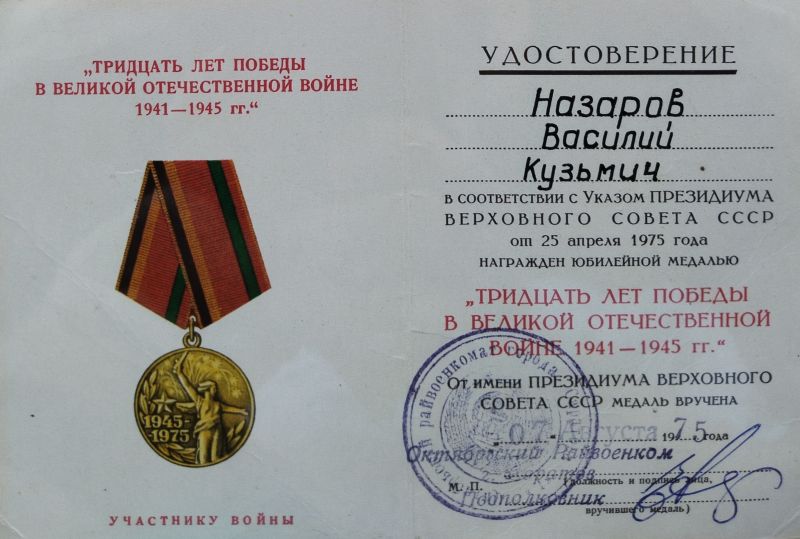 „ТРИДЦАТЬ ЛЕТ ПОБЕДЫ
В ВЕЛИКОЙ ОТЕЧЕСТВЕННОЙ ВОЙНЕ
1941—1945 гг.“
1945-
1975
УЧАСТНИКУ ВОЙНЫ
УДОСТОВЕРЕНИЕ
Назаров
Василий
Кузьмич
В СООТВЕТСТВИИ С УКАЗОМ ПРЕЗИДИУМА
ВЕРХОВНОГО СОВЕТА СССР
от 25 апреля 1975 года
НАГРАЖДЕН ЮБИЛЕЙНОЙ МЕДАЛЬЮ
„ТРИДЦАТЬ ЛЕТ ПОБЕДЫ
В ВЕЛИКОЙ ОТЕЧЕСТВЕННОЙ
ВОЙНЕ 1941—1945 гг.“
ОТ ИМЕНИ ПРЕЗИДИУМА ВЕРХОВНОГО
СОВЕТА СССР МЕДАЛЬ ВРУЧЕНА
07 Августа 1975 года
Октябрьский Райвоенком
М. П.
(должность и подпись лица,
Подполковник
вручившего медаль)
райвоенкомат города